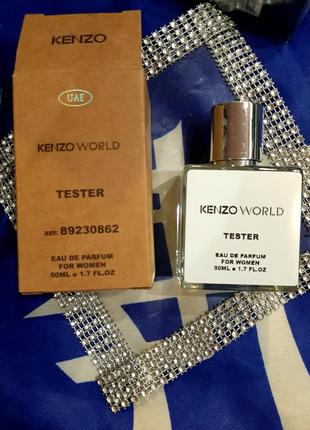 KENZO
UAE
KENZO WORLD
TESTER
REF: 89230862
EAU DE PARFUM
FOR WOMEN
50ML e 1.7 FL.OZ
KENZO WORLD
TESTER
EAU DE PARFUM
FOR WOMEN
50ML e 1.7 FL.OZ